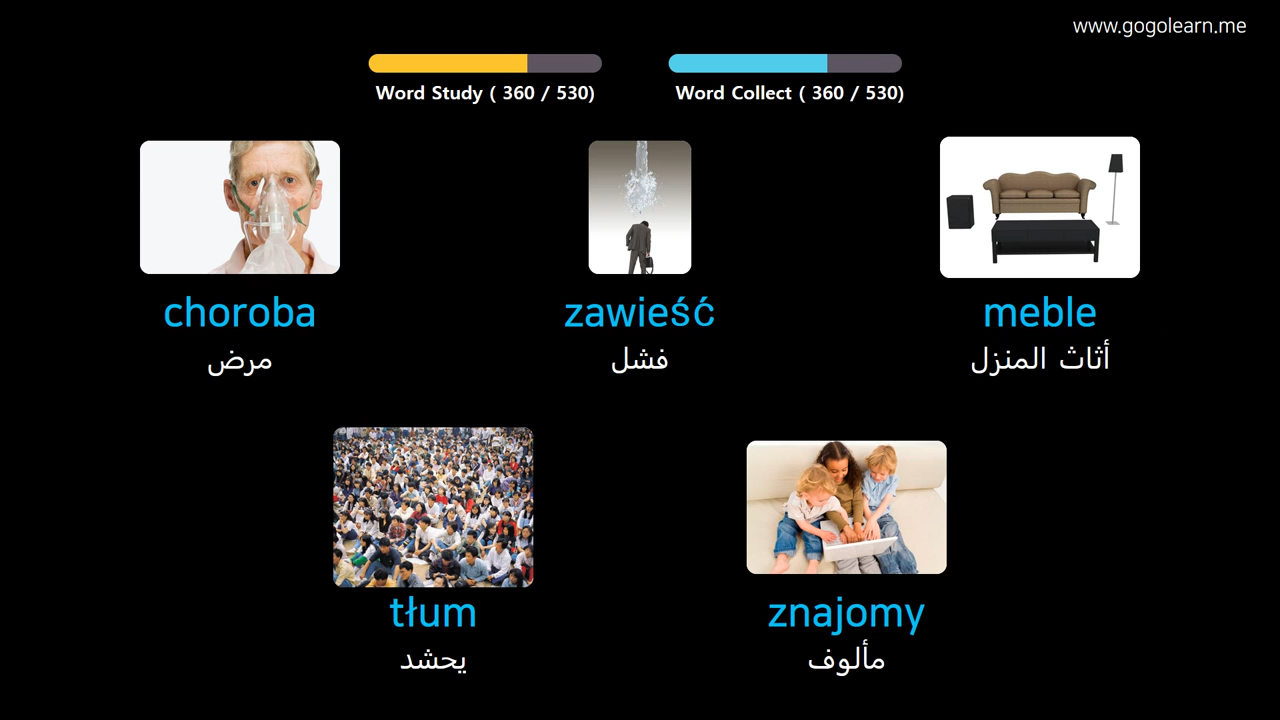 www.gogolearn.me
Word Study ( 360 / 530)
Word Collect ( 360 / 530)
choroba
مرض
zawieść
فشل
meble
أثاث المنزل
tłum
يحشد
znajomy
مألوف